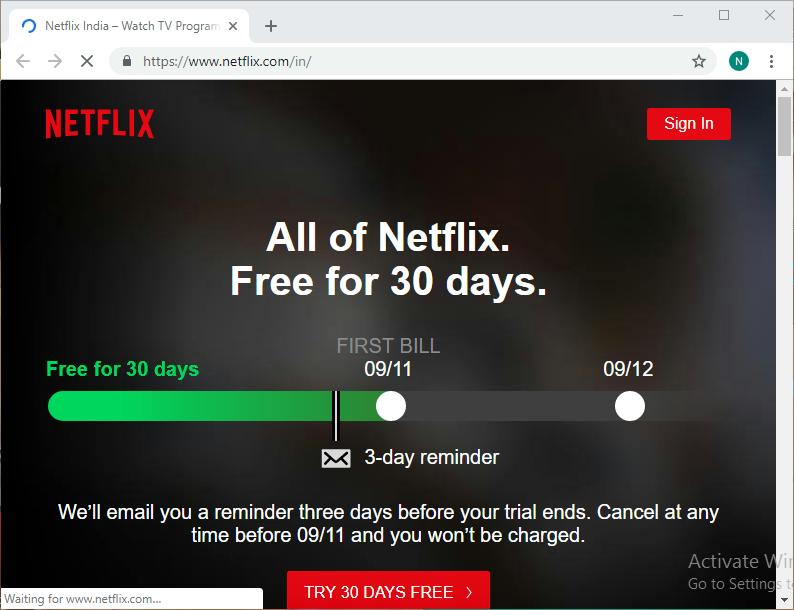 Netflix India – Watch TV Program
https://www.netflix.com/in/
N
NETFLIX
Sign In
All of Netflix.
Free for 30 days.
FIRST BILL
Free for 30 days
09/11
09/12
3-day reminder
We’ll email you a reminder three days before your trial ends. Cancel at any
time before 09/11 and you won’t be charged.
Activate Win
Go to Settings t
TRY 30 DAYS FREE
Waiting for www.netflix.com...